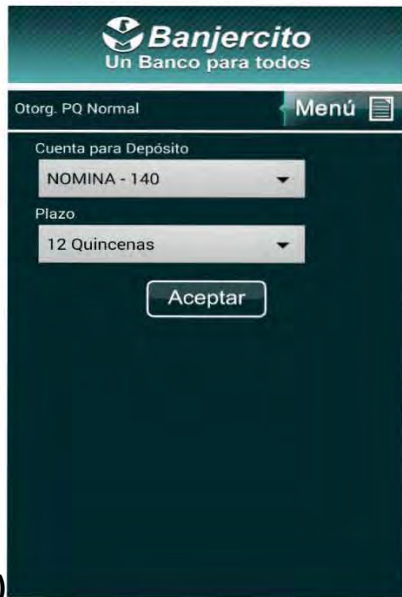 Banjercito
Un Banco para todos
Otorg. PQ Normal
Menú
Cuenta para Depósito
NOMINA - 140
Plazo
12 Quincenas
Aceptar
)